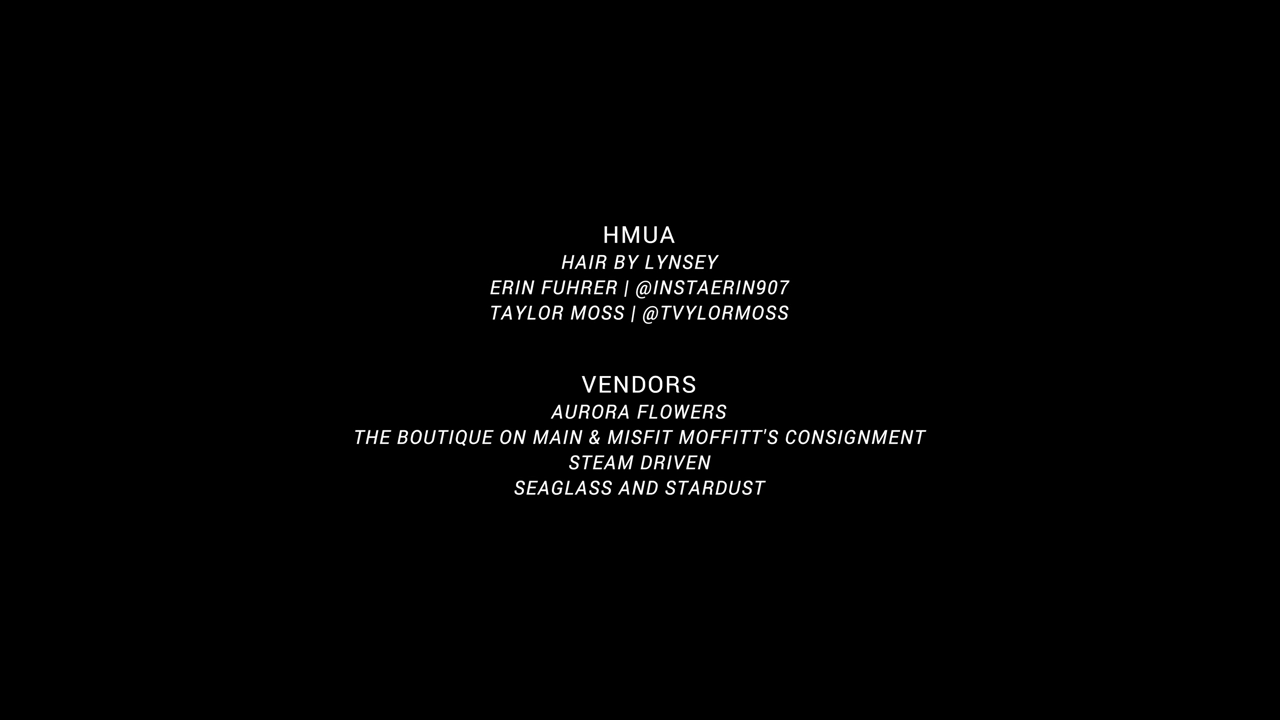 HMUA
HAIR BY LYNSEY
ERIN FUHRER | @INSTAERIN907
TAYLOR MOSS | @TVYLORMOSS
VENDORS
AURORA FLOWERS
THE BOUTIQUE ON MAIN & MISFIT MOFFITT'S CONSIGNMENT
STEAM DRIVEN
SEAGLASS AND STARDUST